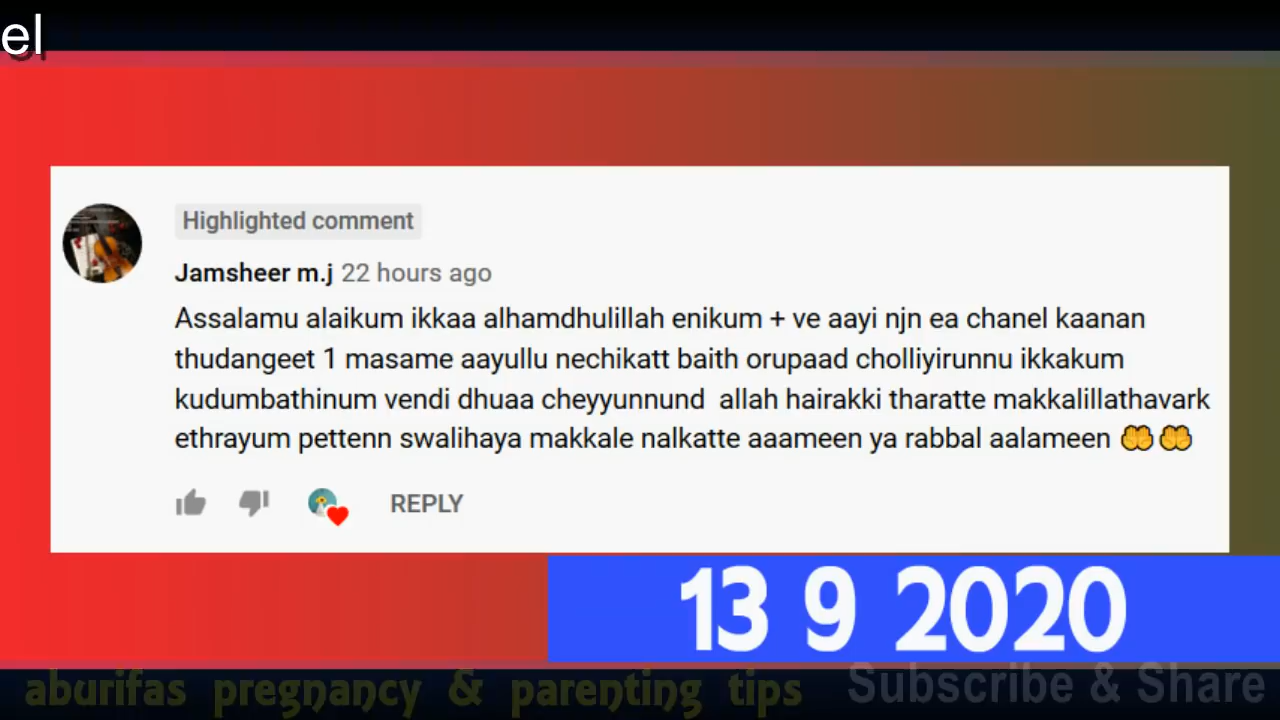 el
Highlighted comment
Jamsheer m.j 22 hours ago
Assalamu alaikum ikkaa alhamdhulillah enikum + ve aayi njn ea chanel kaanan
thudangeet 1 masame aayullu nechikatt baith orupaad cholliyirunnu ikkakum
kudumbathinum vendi dhuaa cheyyunnund allah hairakki tharatte makkalillathavark
ethrayum pettenn swalihaya makkale nalkatte aaameen ya rabbal aalameen 🤲🤲
REPLY
13 9 2020
aburifas pregnancy & parenting tips Subscribe & Share